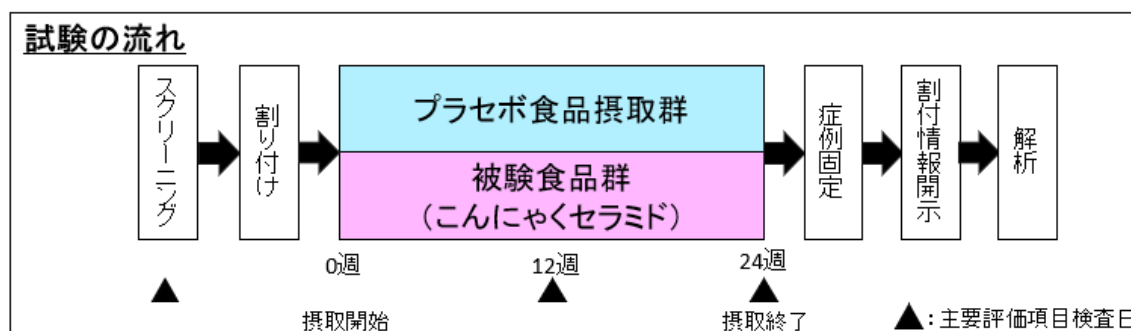 試験の流れ
スクリーニング
割り付け
プラセボ食品摂取群
被験食品群
（こんにゃくセラミド）
症例固定
割付情報開示
解析
0週
12週
24週
摂取開始
摂取終了
▲：主要評価項目検査日